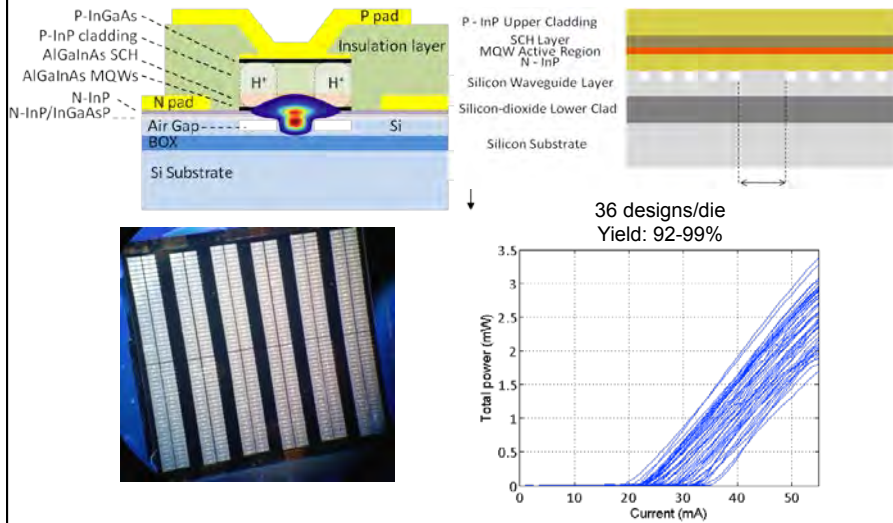 P-InGaAs
P-InP cladding
AlGaInAs SCH
AlGaInAs MQWs
N-InP
N-InP/InGaAsP
P pad
Insulation layer
H+
H+
N pad
Air Gap
Si
BOX
Si Substrate
P - InP Upper Cladding
SCH Layer
MQW Active Region
N - InP
Silicon Waveguide Layer
Silicon-dioxide Lower Clad
Silicon Substrate
36 designs/die
Yield: 92-99%
Total power (mW)
3.5
3
2.5
2
1.5
1
0.5
0
0
10
20
30
40
50
Current (mA)